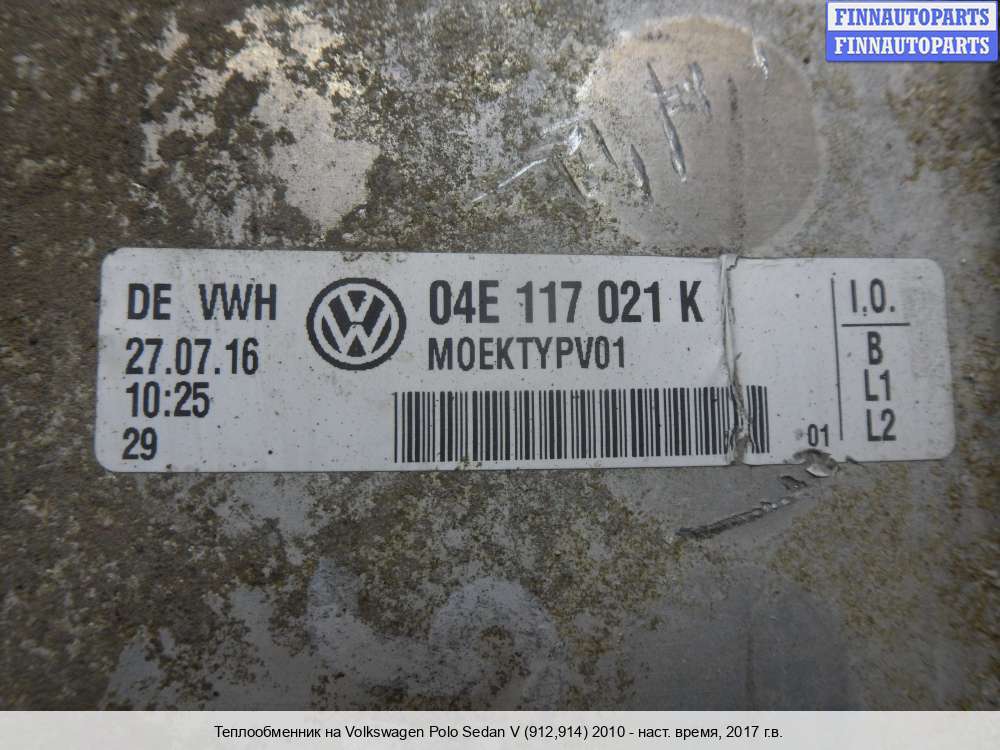 FINNAUTOPARTS
FINNAUTOPARTS
DE VWH
27.07.16
10:25
29
VW
04E 117 021 K
MOEKTYPV01
01
I.O.
B
L1
L2
Теплообменник на Volkswagen Polo Sedan V (912,914) 2010 - наст. время, 2017 г.в.